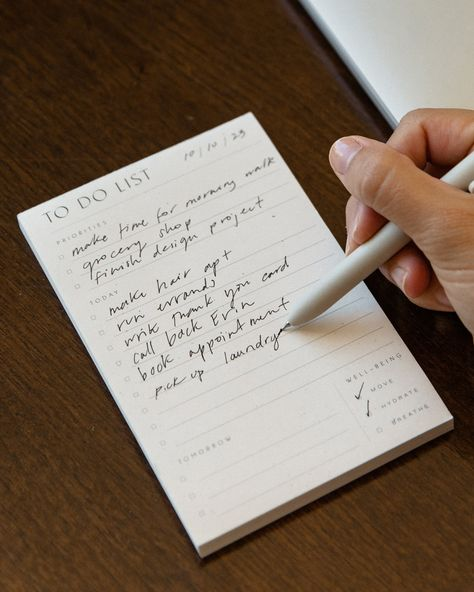 10/10/23
TO DO LIST
PRIORITIES
make time for morning walk
grocery shop
finish design project.
TODAY
make hair apt
run errands
write thank you card
call back Erin
book appointment
pick up laundry
WELL-BEING
MOVE
HYDRATE
BREATHE
TOMORROW